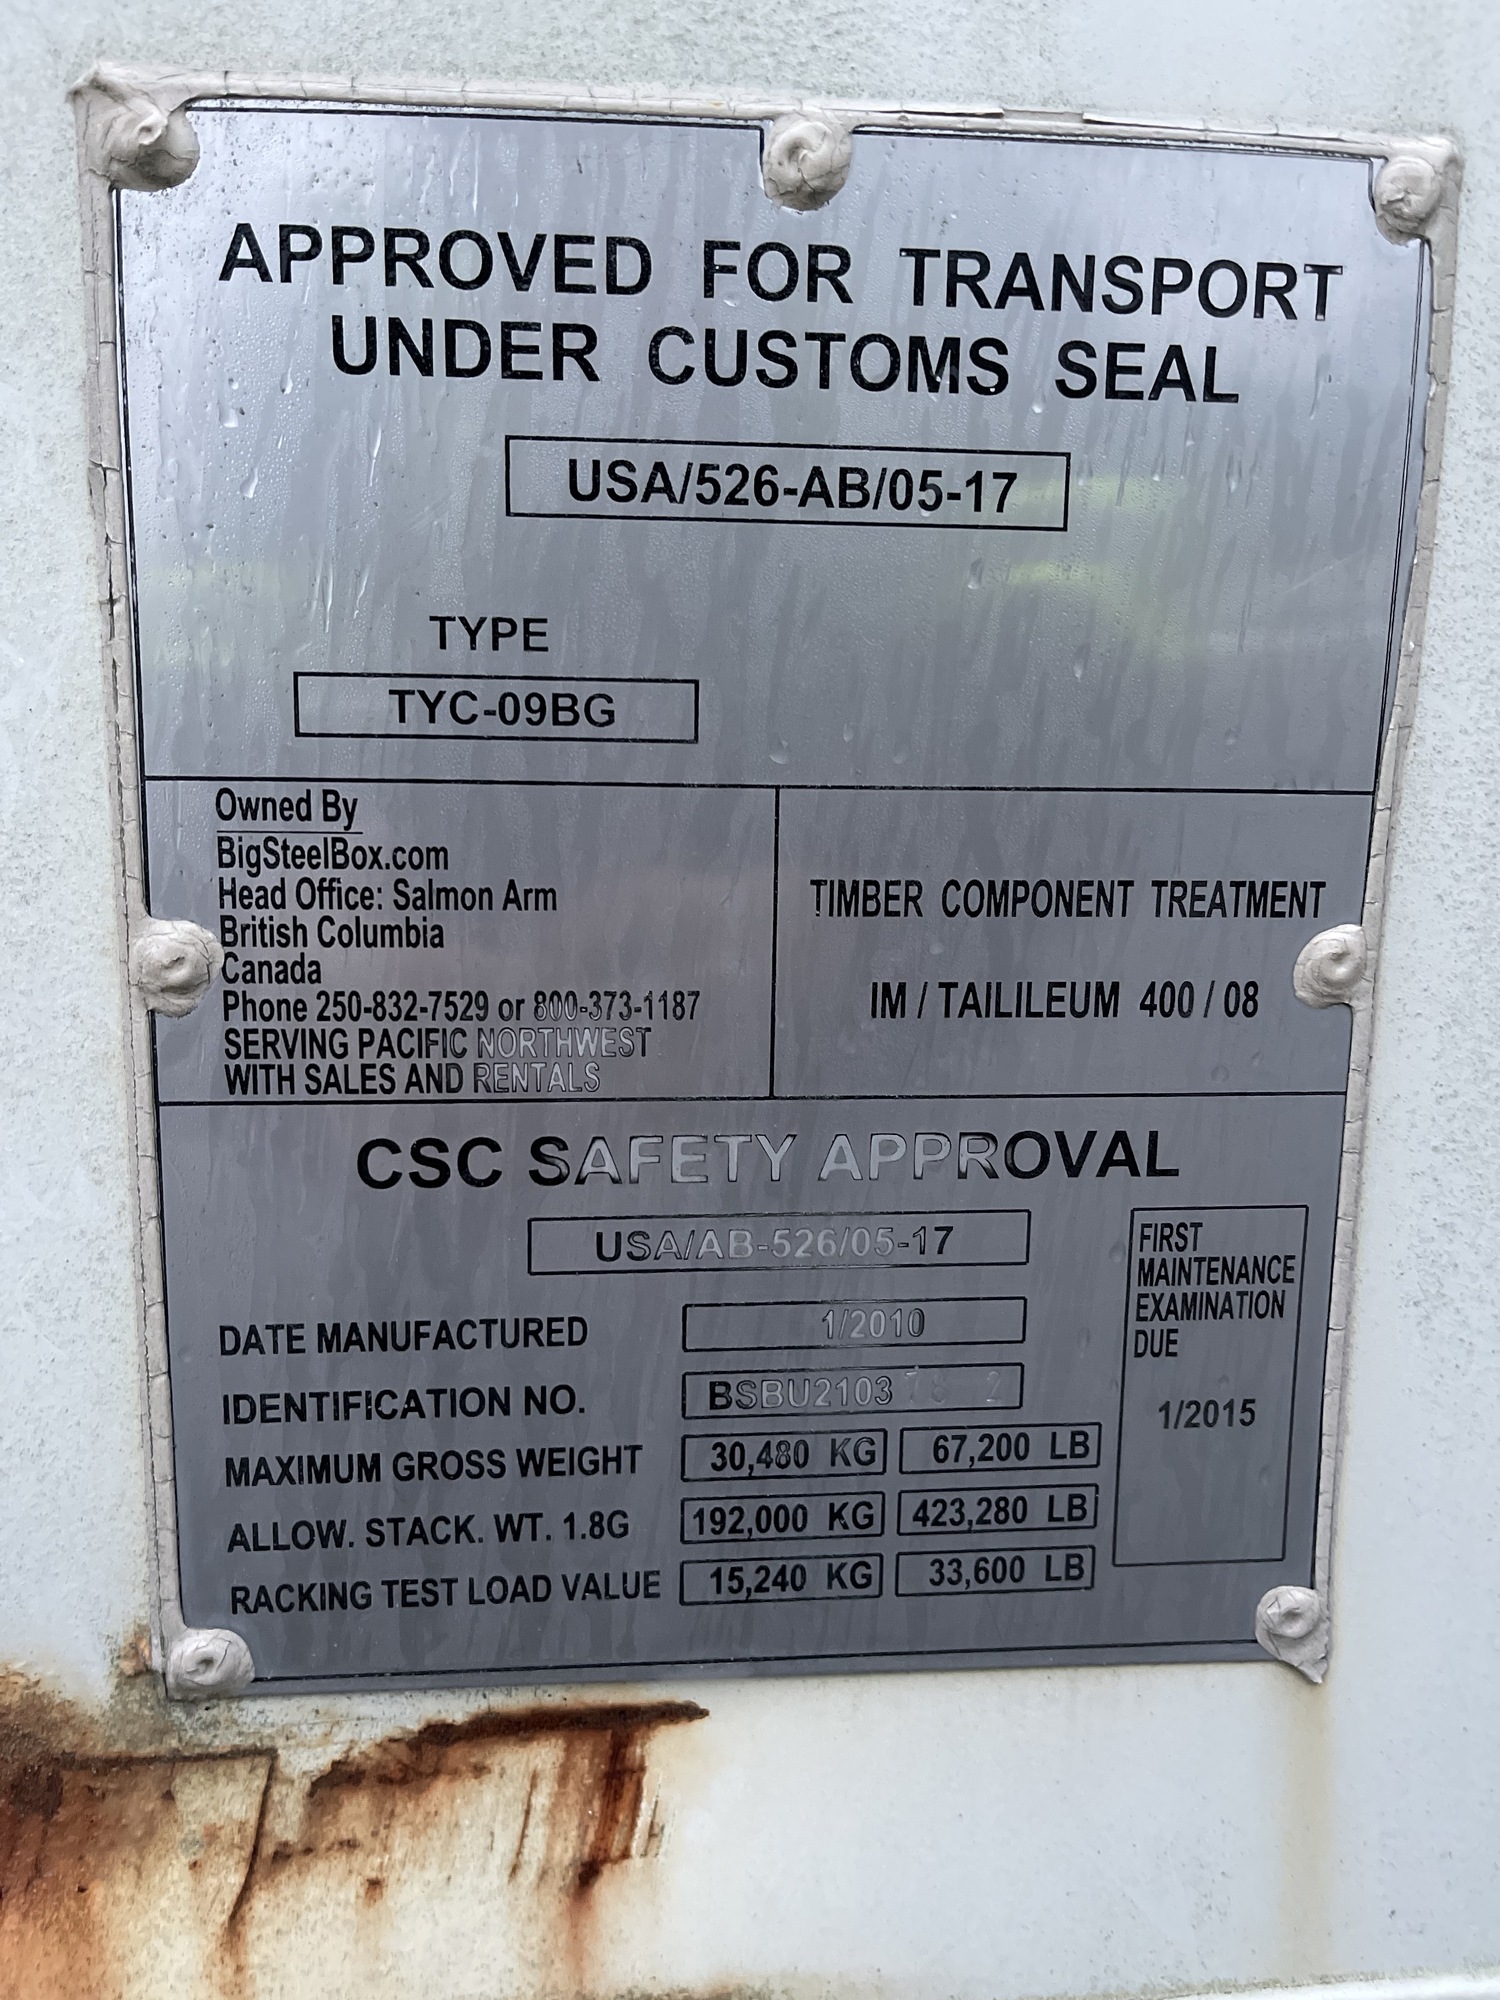 APPROVED FOR TRANSPORT
UNDER CUSTOMS SEAL
USA/526-AB/05-17
TYPE
TYC-09BG
Owned By
BigSteelBox.com
Head Office: Salmon Arm
British Columbia
Canada
Phone 250-832-7529 or 800-373-1187
SERVING PACIFIC NORTHWEST
WITH SALES AND RENTALS
TIMBER COMPONENT TREATMENT
IM / TAILILEUM 400 / 08
CSC SAFETY APPROVAL
USA/AB-526/05-17
DATE MANUFACTURED 1/2010
IDENTIFICATION NO.
MAXIMUM GROSS WEIGHT 30,480 KG 67,200 LB
ALLOW. STACK. WT. 1.8G 192,000 KG 423,280 LB
RACKING TEST LOAD VALUE 15,240 KG 33,600 LB
FIRST
MAINTENANCE
EXAMINATION
DUE
1/2015